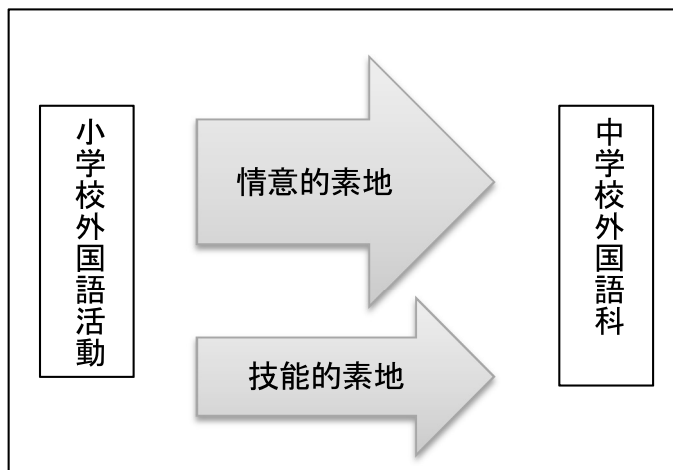 小学校外国語活動
情意的素地
技能的素地
中学校外国語科